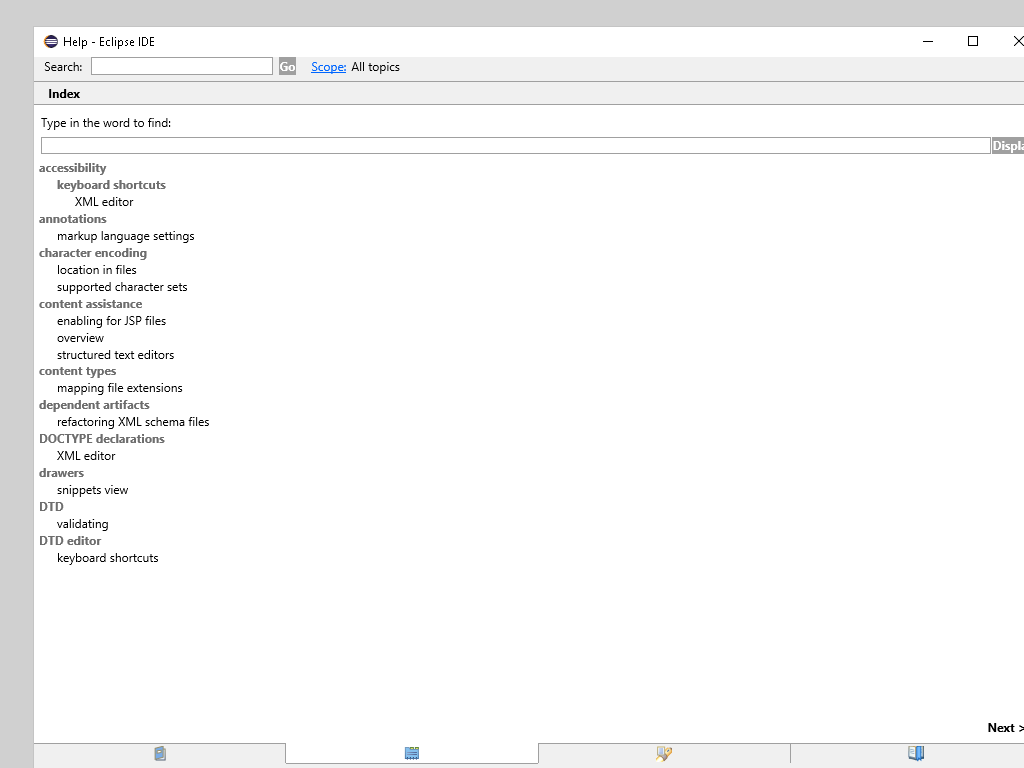 Help - Eclipse IDE
Search: Go Scope: All topics
Index
Type in the word to find:
Displa
accessibility
keyboard shortcuts
XML editor
annotations
markup language settings
character encoding
location in files
supported character sets
content assistance
enabling for JSP files
overview
structured text editors
content types
mapping file extensions
dependent artifacts
refactoring XML schema files
DOCTYPE declarations
XML editor
drawers
snippets view
DTD
validating
DTD editor
keyboard shortcuts
Next >